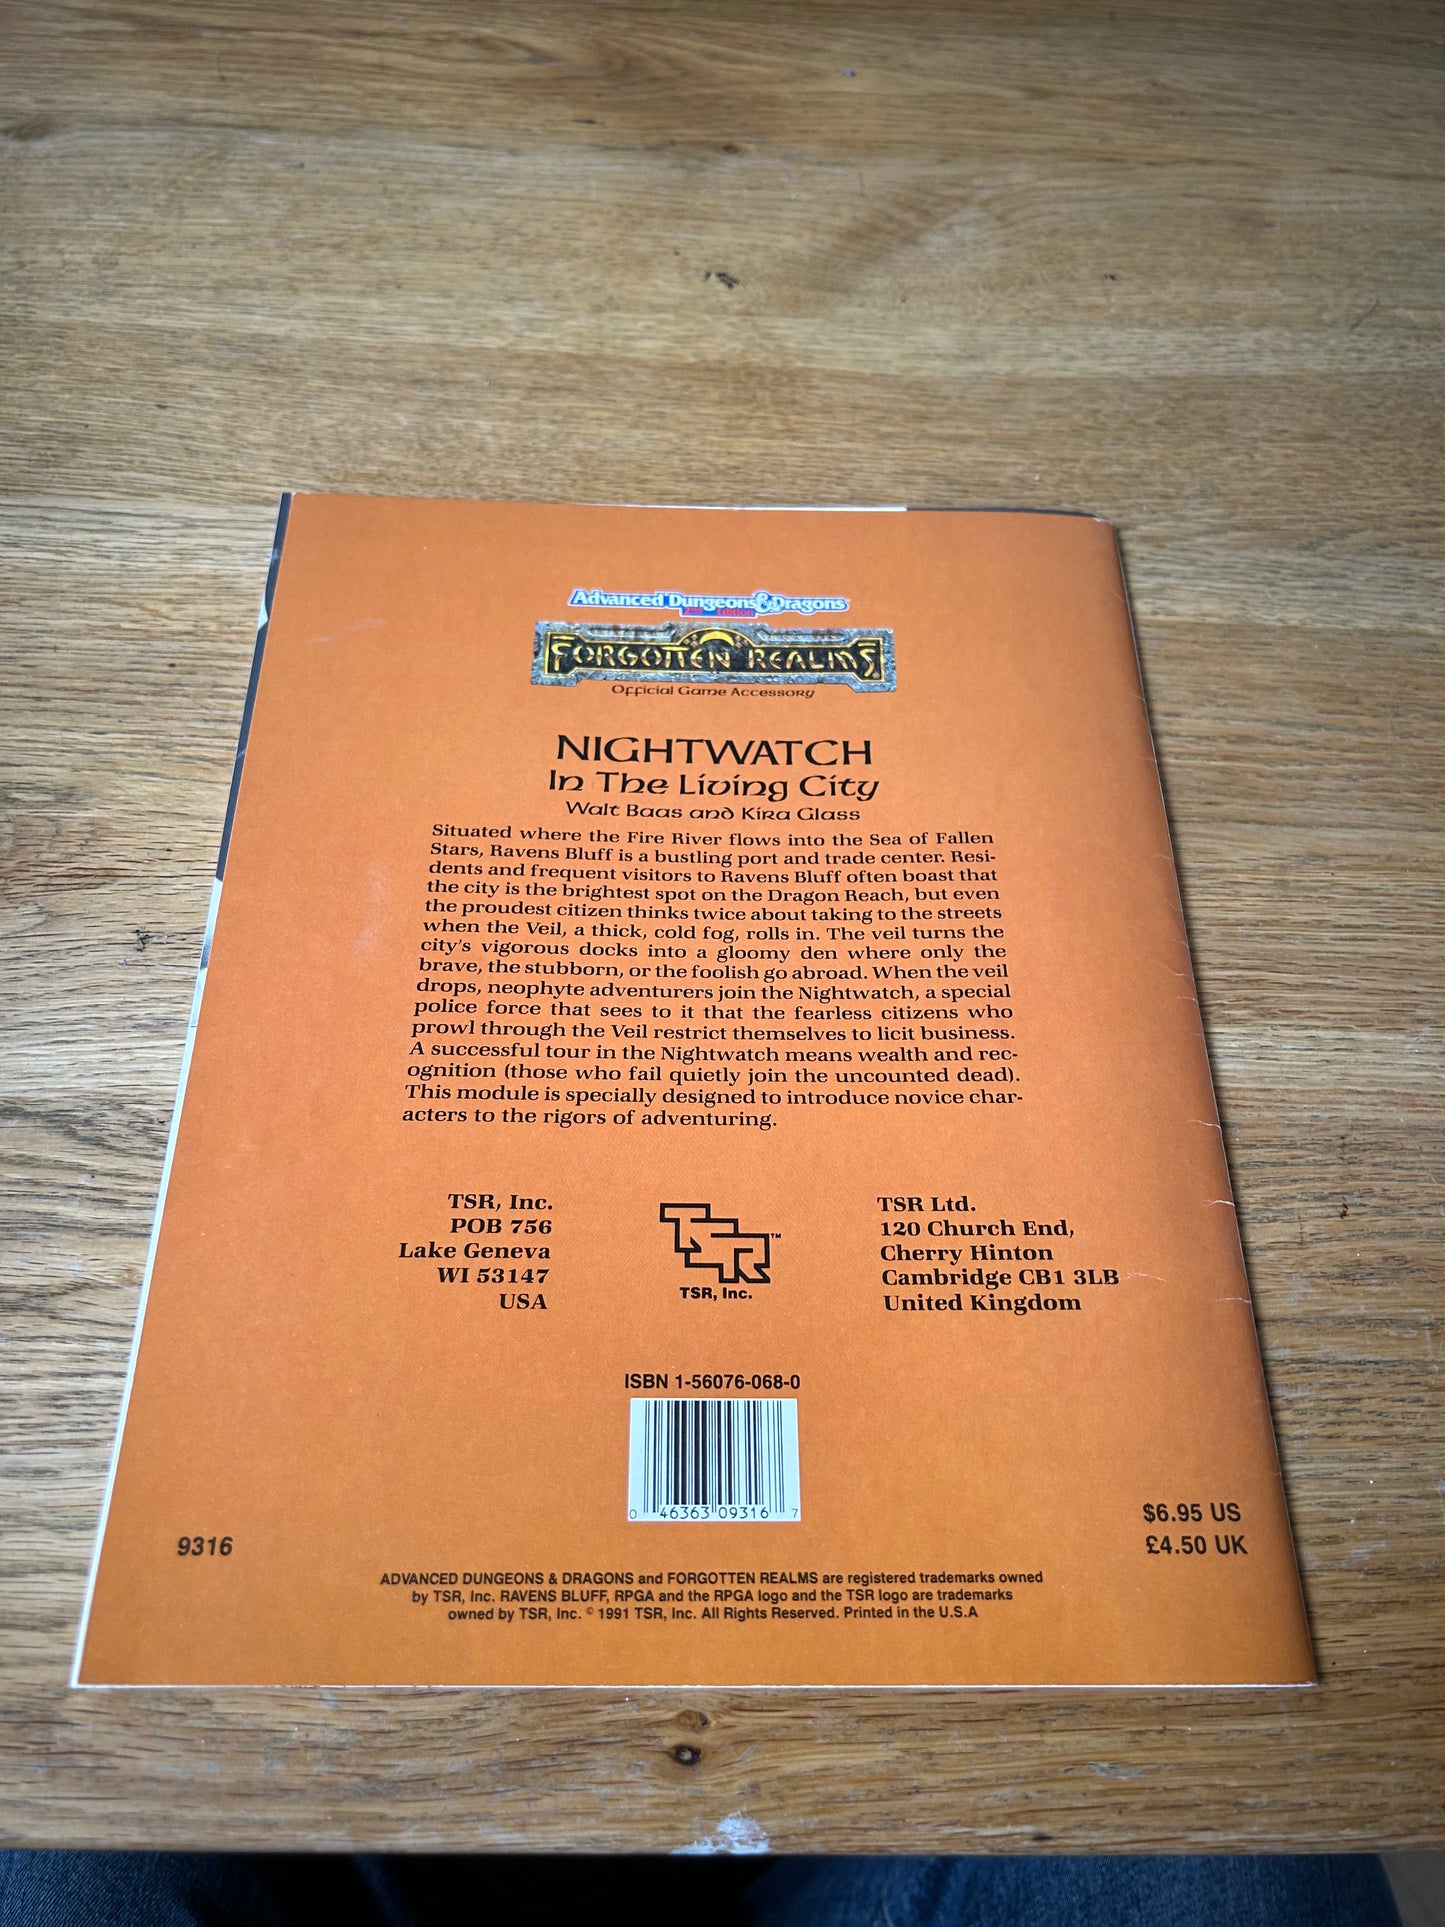 Advanced Dungeons & Dragons
2nd Edition
FORGOTTEN REALMS®
Official Game Accessory
NIGHTWATCH
In The Living City
Walt Baas and Kira Glass
Situated where the Fire River flows into the Sea of Fallen
Stars, Ravens Bluff is a bustling port and trade center. Resi-
dents and frequent visitors to Ravens Bluff often boast that
the city is the brightest spot on the Dragon Reach, but even
the proudest citizen thinks twice about taking to the streets
when the Veil, a thick, cold fog, rolls in. The veil turns the
city's vigorous docks into a gloomy den where only the
brave, the stubborn, or the foolish go abroad. When the veil
drops, neophyte adventurers join the Nightwatch, a special
police force that sees to it that the fearless citizens who
prowl through the Veil restrict themselves to licit business.
A successful tour in the Nightwatch means wealth and rec-
ognition (those who fail quietly join the uncounted dead).
This module is specially designed to introduce novice char-
acters to the rigors of adventuring.
TSR, Inc.
POB 756
Lake Geneva
WI 53147
USA
TSR™
TSR, Inc.
TSR Ltd.
120 Church End,
Cherry Hinton
Cambridge CB1 3LB
United Kingdom
ISBN 1-56076-068-0
0 46363 09316 7
$6.95 US
£4.50 UK
9316
ADVANCED DUNGEONS & DRAGONS and FORGOTTEN REALMS are registered trademarks owned
by TSR, Inc. RAVENS BLUFF, RPGA and the RPGA logo and the TSR logo are trademarks
owned by TSR, Inc. © 1991 TSR, Inc. All Rights Reserved. Printed in the U.S.A